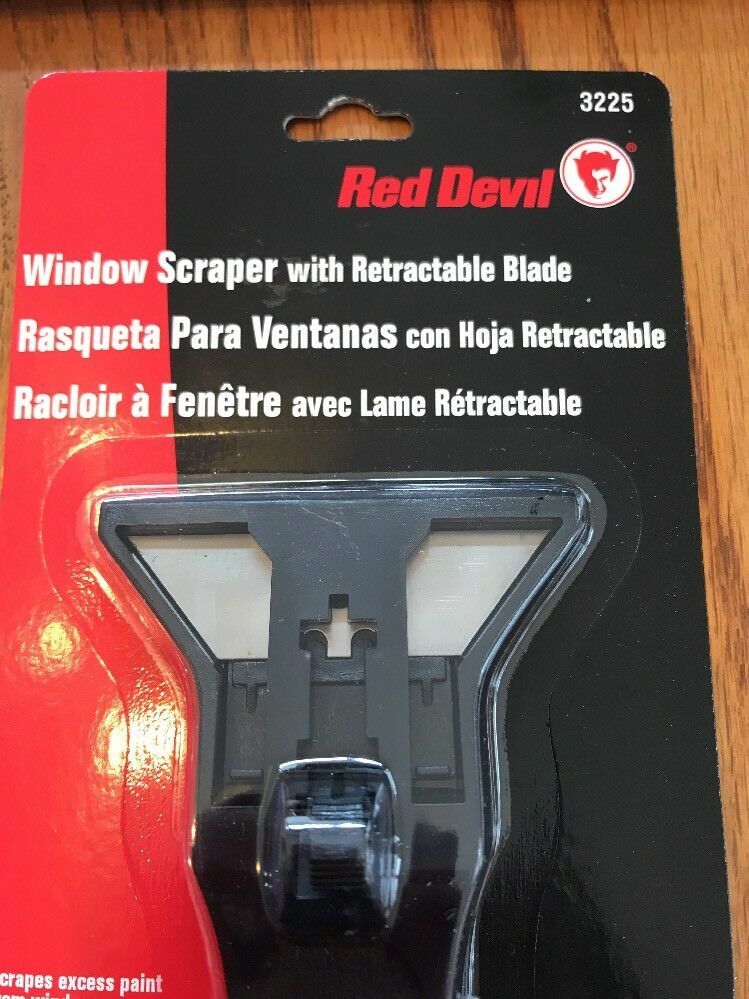 3225
Red Devil ®
Window Scraper with Retractable Blade
Rasqueta Para Ventanas con Hoja Retractable
Racloir à Fenêtre avec Lame Rétractable
crapes excess paint